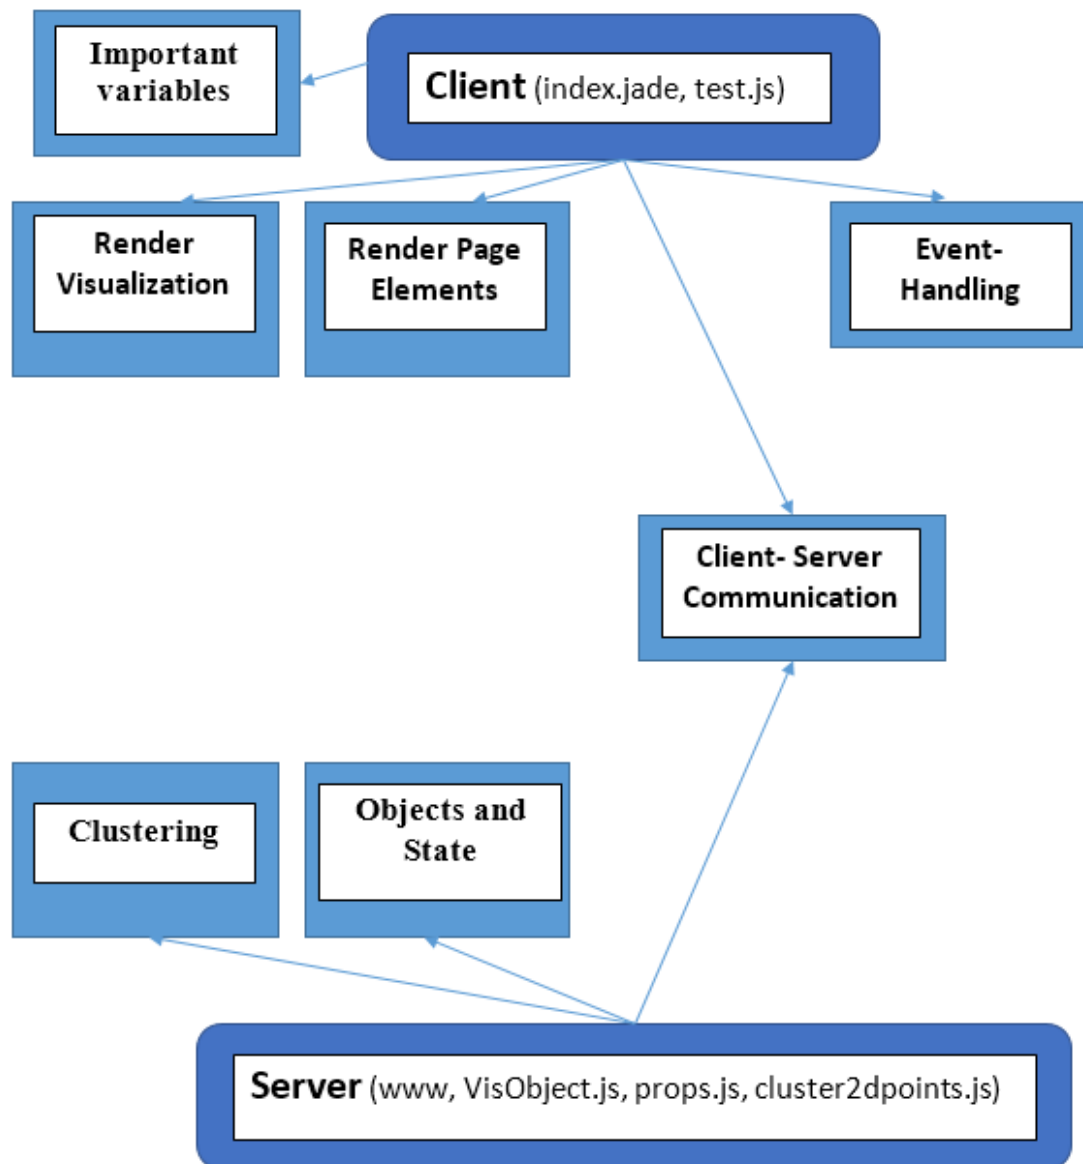 Important
variables
Client (index.jade, test.js)
Render
Visualization
Render Page
Elements
Event-
Handling
Client- Server
Communication
Clustering
Objects and
State
Server (www, VisObject.js, props.js, cluster2dpoints.js)